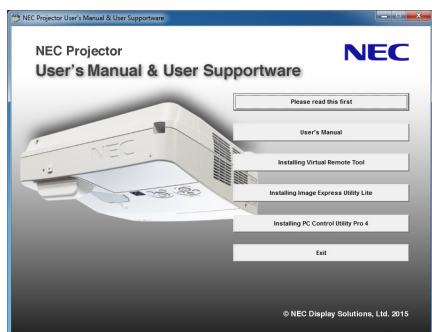 NEC Projector User's Manual & User Supportware
NEC Projector
NEC
User's Manual & User Supportware
Please read this first
User's Manual
Installing Virtual Remote Tool
Installing Image Express Utility Lite
Installing PC Control Utility Pro 4
Exit
NEC
© NEC Display Solutions, Ltd. 2015